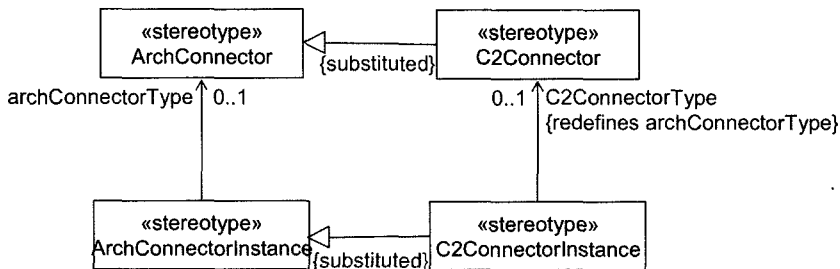 «stereotype»
ArchConnector
«stereotype»
C2Connector
{substituted}
archConnectorType
0..1
0..1
C2ConnectorType
{redefines archConnectorType}
«stereotype»
ArchConnectorInstance
«stereotype»
C2ConnectorInstance
{substituted}